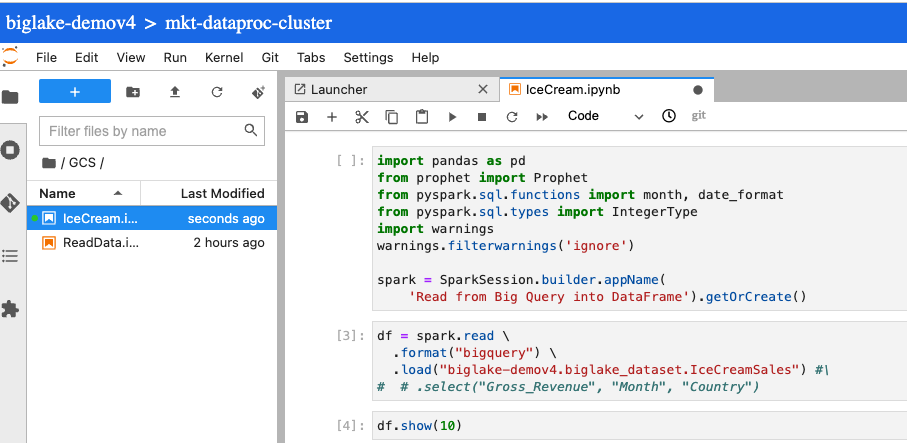 biglake-demov4 > mkt-dataproc-cluster
File Edit View Run Kernel Git Tabs Settings Help
Filter files by name
/ GCS /
Name Last Modified
IceCream.i... seconds ago
ReadData.i... 2 hours ago
Launcher IceCream.ipynb
Code git
[ ]:
import pandas as pd
from prophet import Prophet
from pyspark.sql.functions import month, date_format
from pyspark.sql.types import IntegerType
import warnings
warnings.filterwarnings('ignore')
spark = SparkSession.builder.appName(
'Read from Big Query into DataFrame').getOrCreate()
[3]:
df = spark.read \
.format("bigquery") \
.load("biglake-demov4.biglake_dataset.IceCreamSales") #\
# # .select("Gross_Revenue", "Month", "Country")
[4]:
df.show(10)